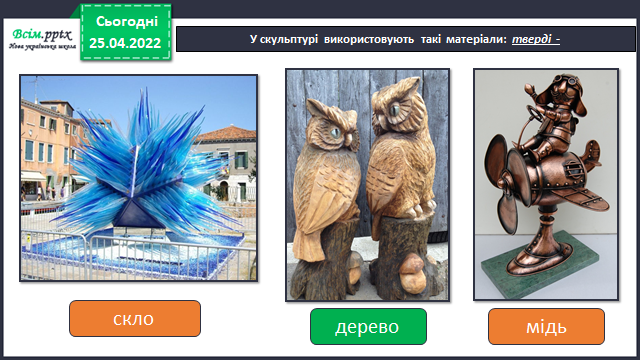 Всім.pptx
Нова українська школа
Сьогодні
25.04.2022
У скульптурі використовують такі матеріали: тверді -
скло
дерево
мідь